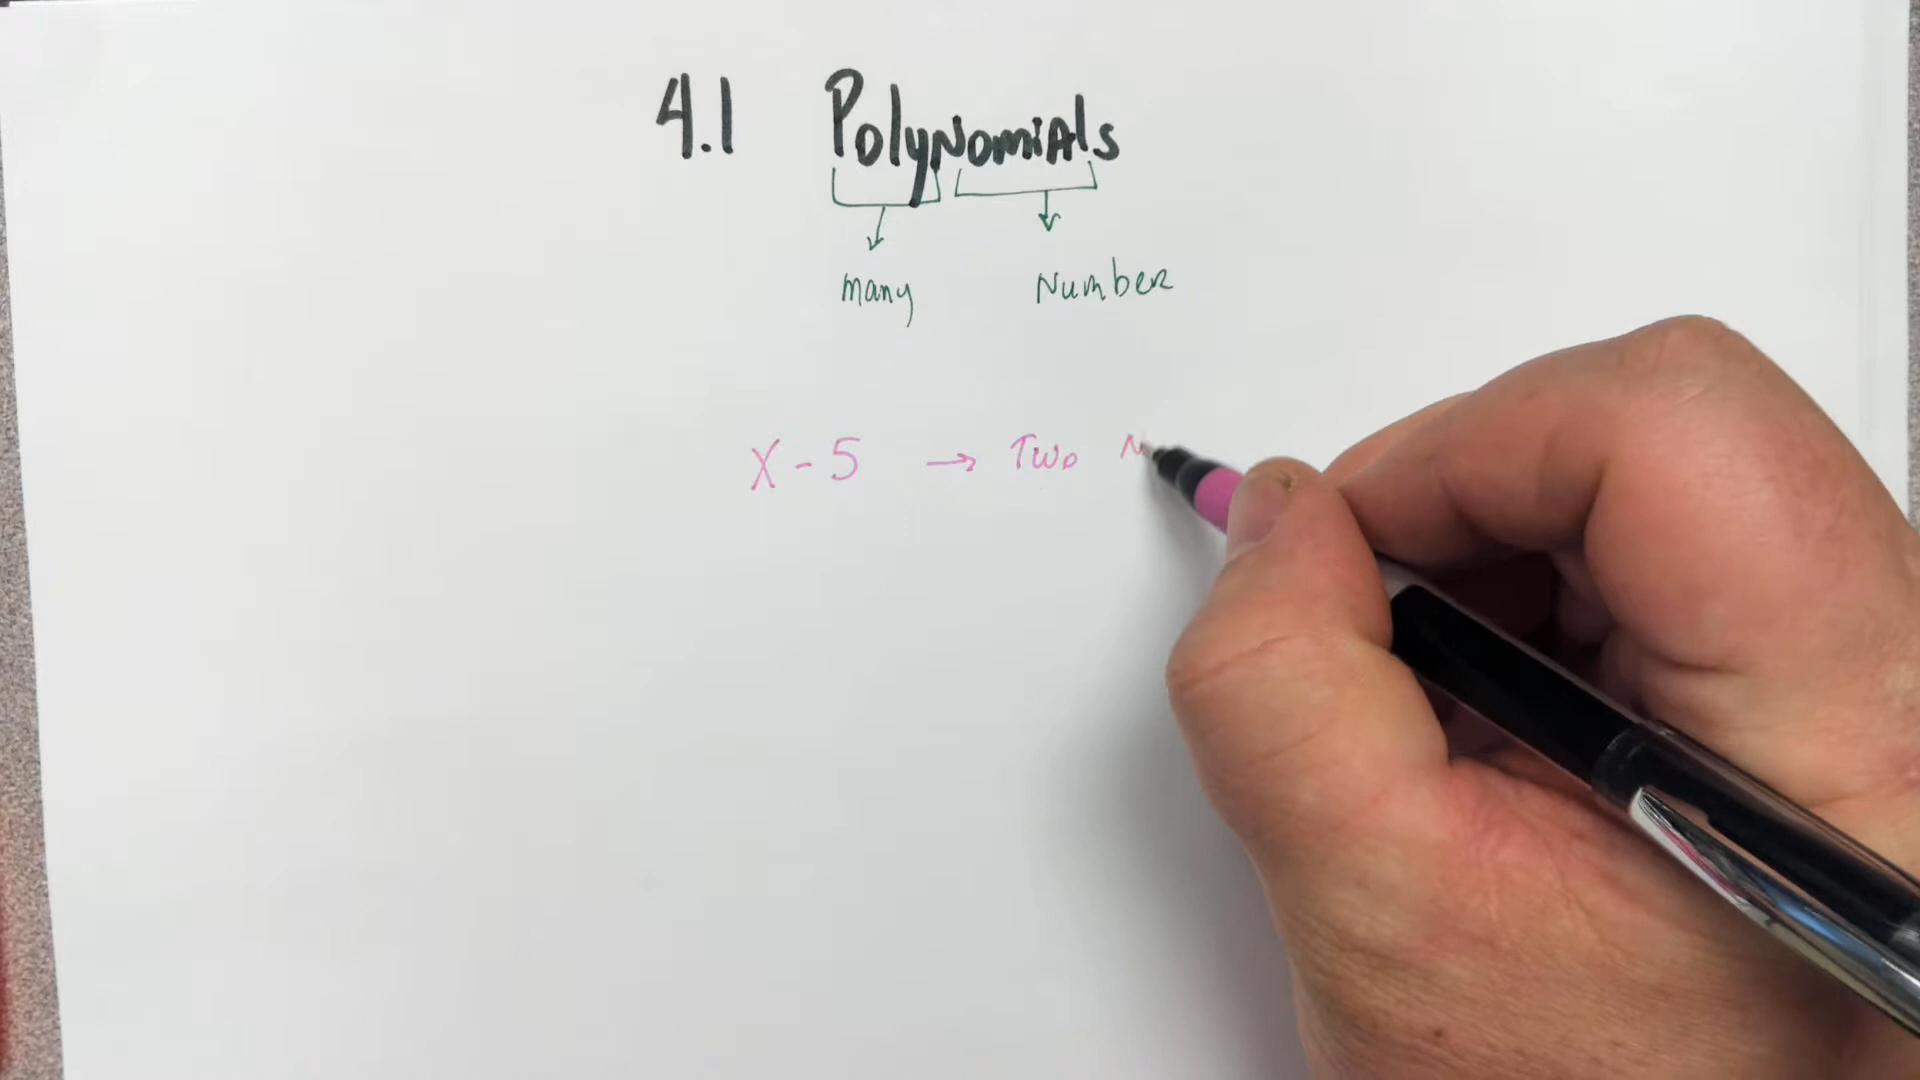 4.1 Polynomials
many Number
X - 5 → Two N